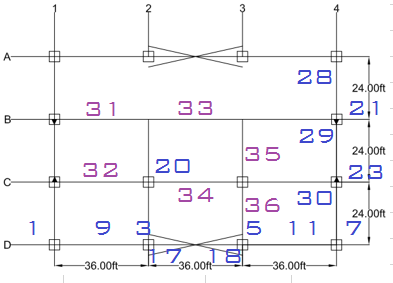 1 2 3 4
A
28
24.00ft
31 33 21
B
29
35 24.00ft
32 20 23
C
34 36 30
24.00ft
1 9 3 5 11 7
D
17 18
36.00ft 36.00ft 36.00ft